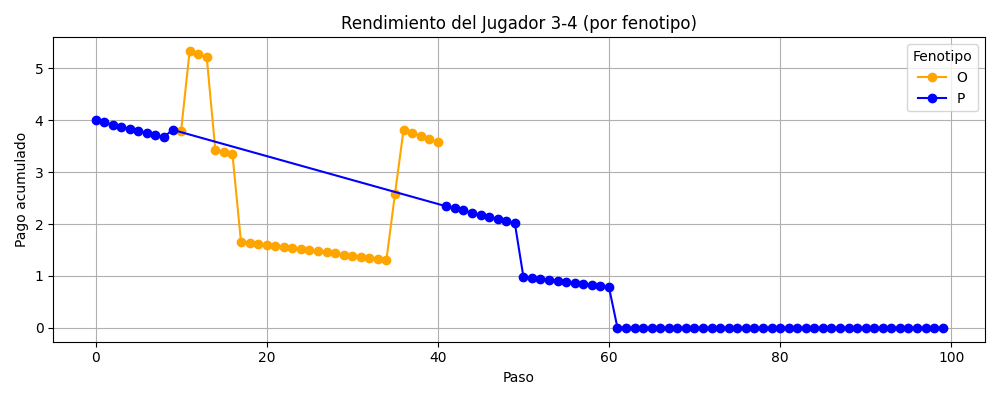 Rendimiento del Jugador 3-4 (por fenotipo)
Pago acumulado
5
4
3
2
1
0
0
20
40
60
80
100
Paso
Fenotipo
O
P